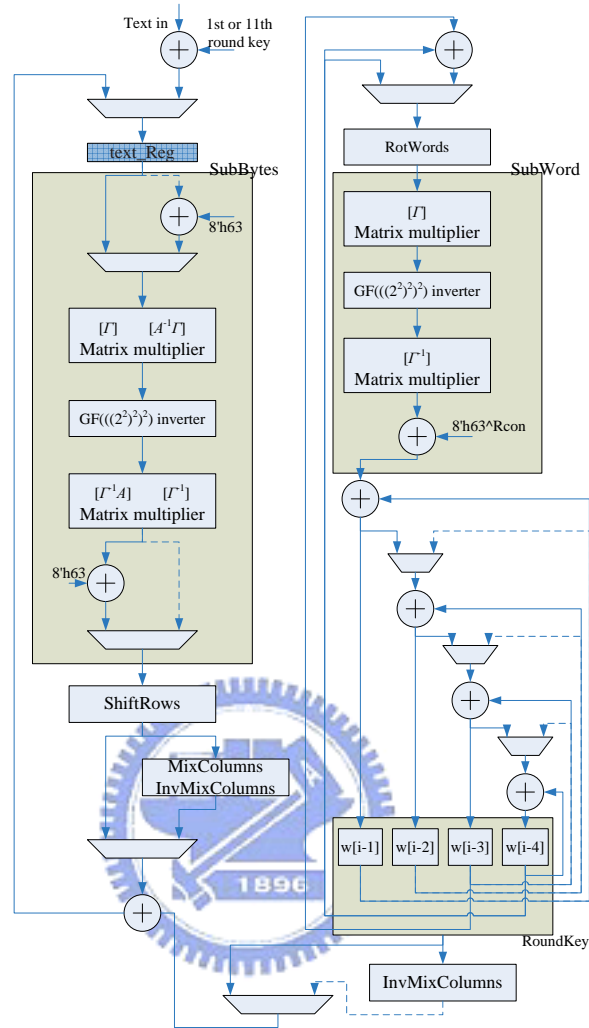 Text in
1st or 11th
round key
text_Reg
SubBytes
8'h63
[Γ] [A⁻¹Γ]
Matrix multiplier
GF(((2²)²)²) inverter
[Γ⁻¹A] [Γ⁻¹]
Matrix multiplier
8'h63
ShiftRows
MixColumns
InvMixColumns
1896
RotWords
SubWord
[Γ]
Matrix multiplier
GF(((2²)²)²) inverter
[Γ⁻¹]
Matrix multiplier
8'h63^Rcon
w[i-1] w[i-2] w[i-3] w[i-4]
RoundKey
InvMixColumns